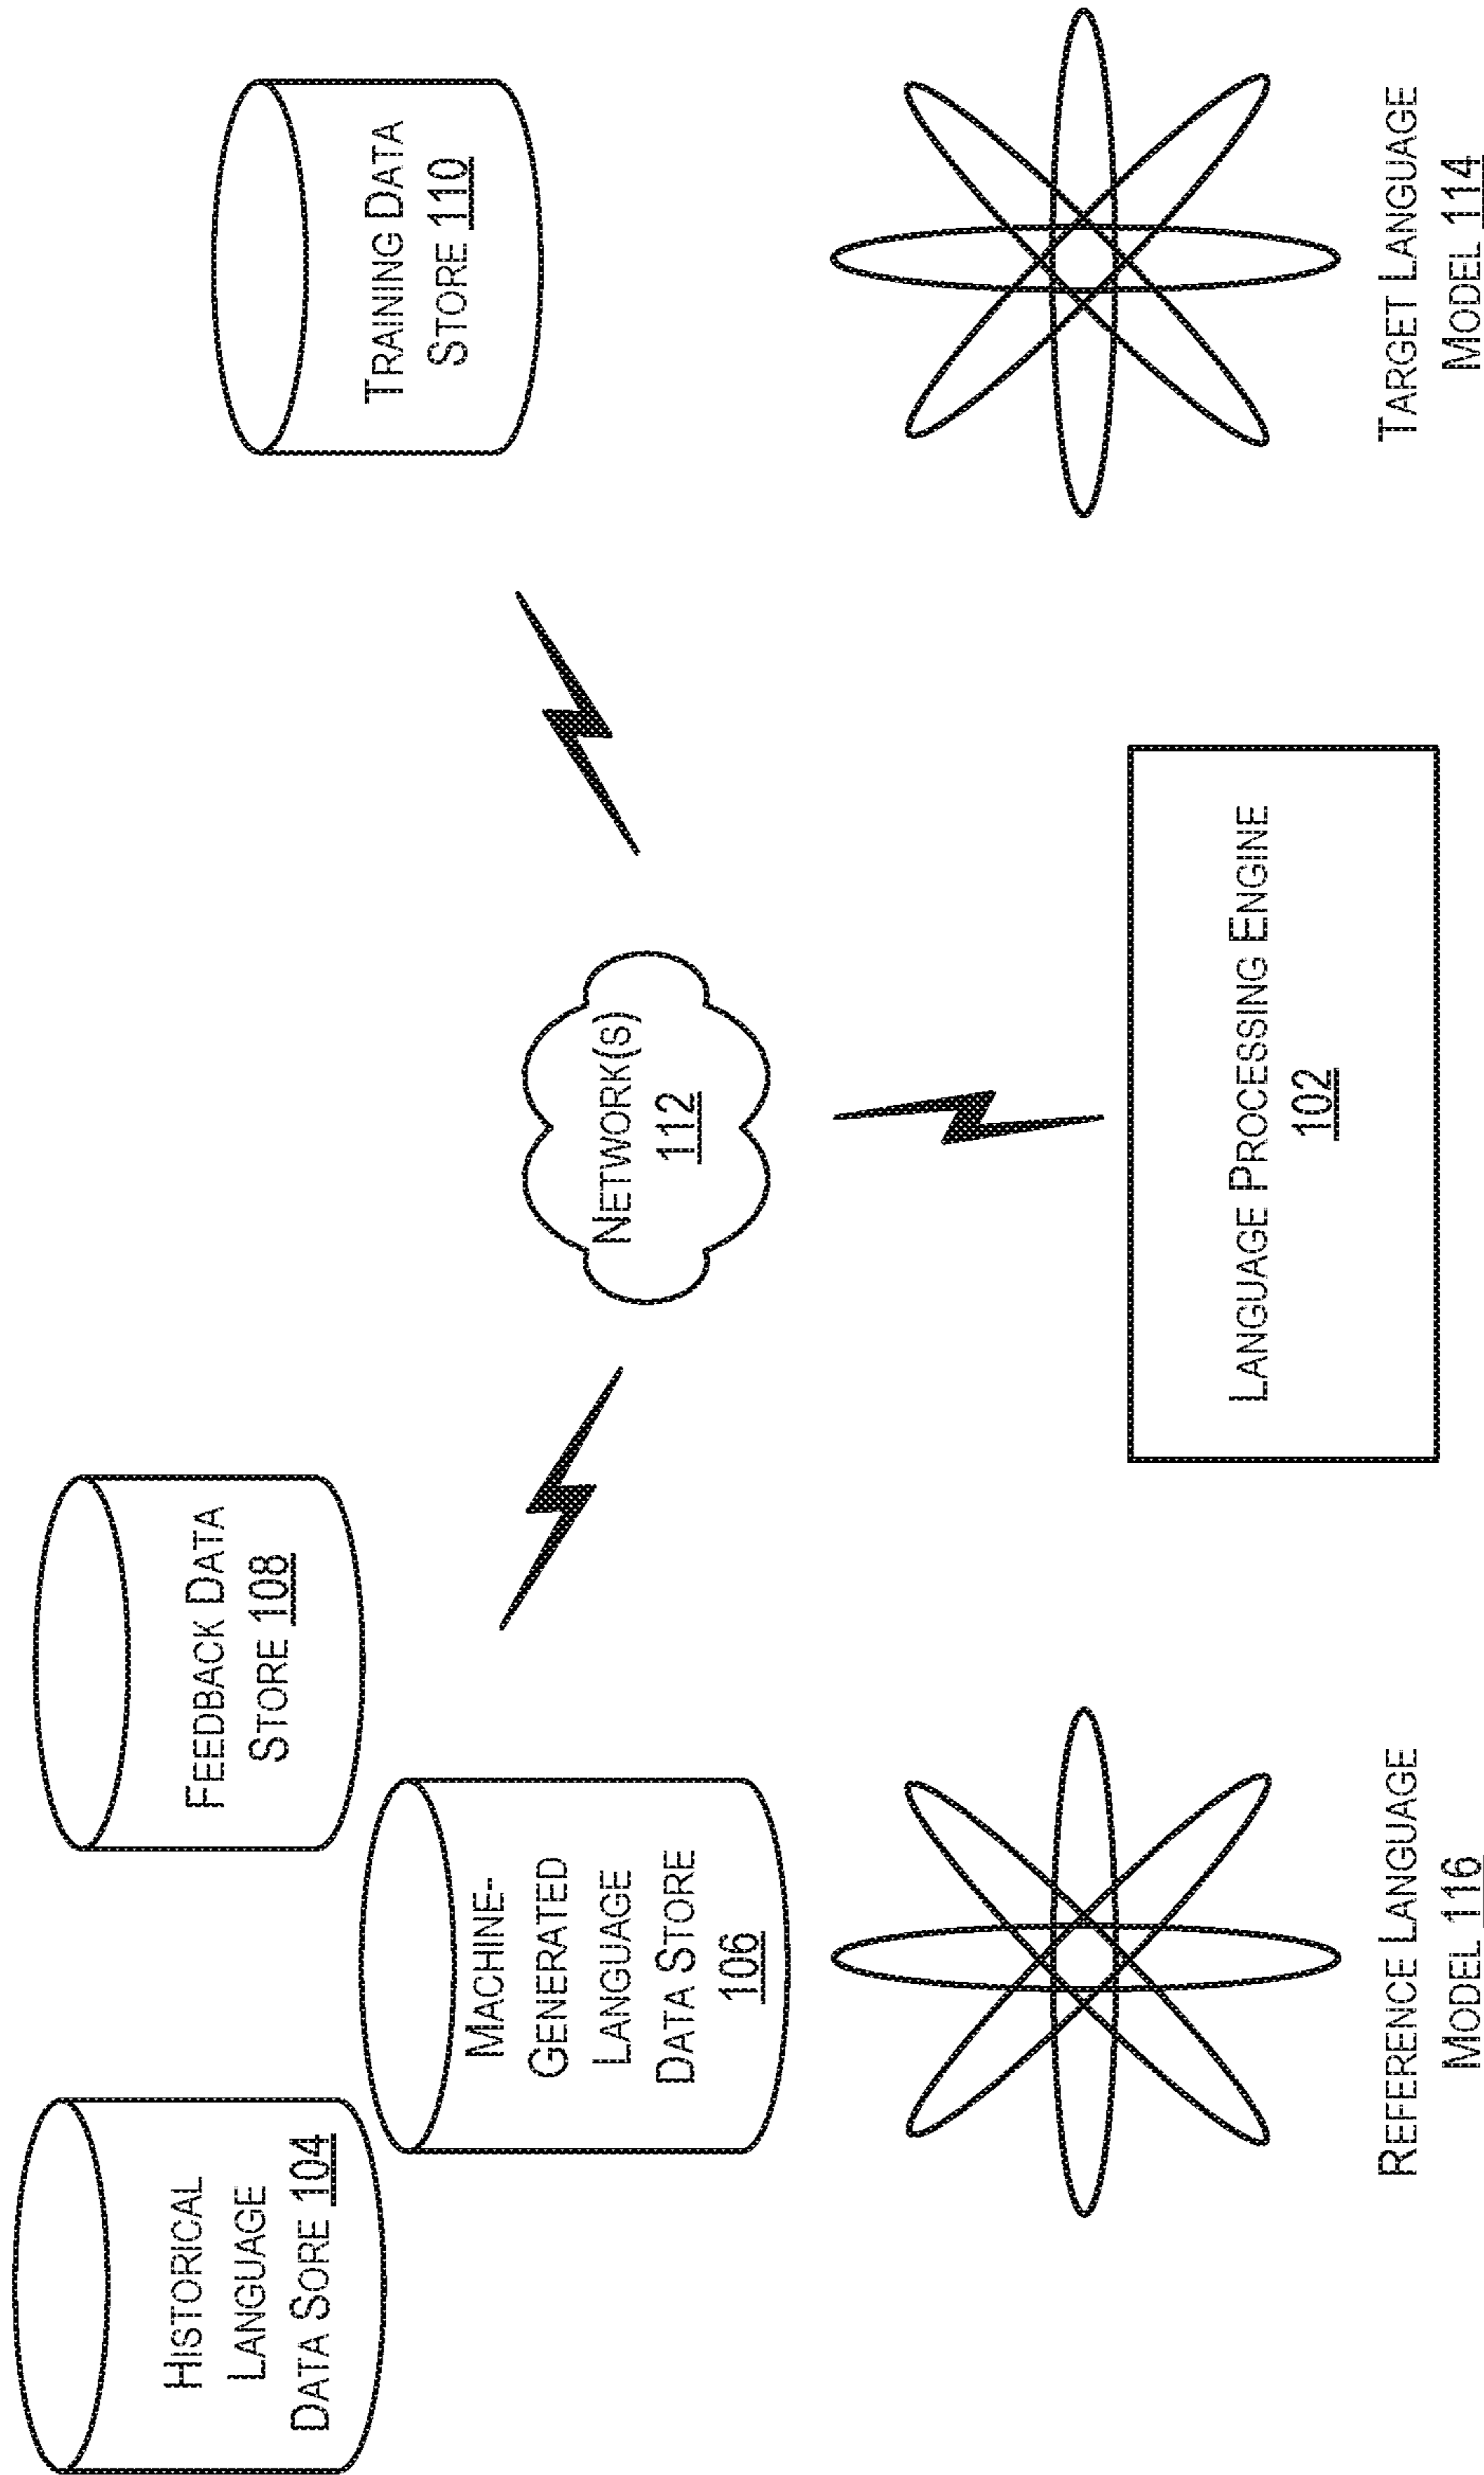 HISTORICAL
LANGUAGE
DATA SORE 104
FEEDBACK DATA
STORE 108
MACHINE-
GENERATED
LANGUAGE
DATA STORE
106
TRAINING DATA
STORE 110
NETWORK(S)
112
REFERENCE LANGUAGE
MODEL 116
LANGUAGE PROCESSING ENGINE
102
TARGET LANGUAGE
MODEL 114